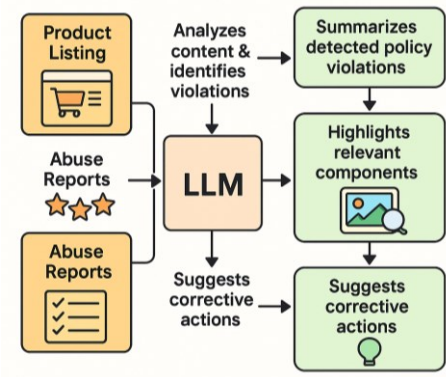 Product
Listing
Abuse
Reports
Abuse
Reports
Analyzes
content &
identifies
violations
LLM
Suggests
corrective
actions
Summarizes
detected policy
violations
Highlights
relevant
components
Suggests
corrective
actions